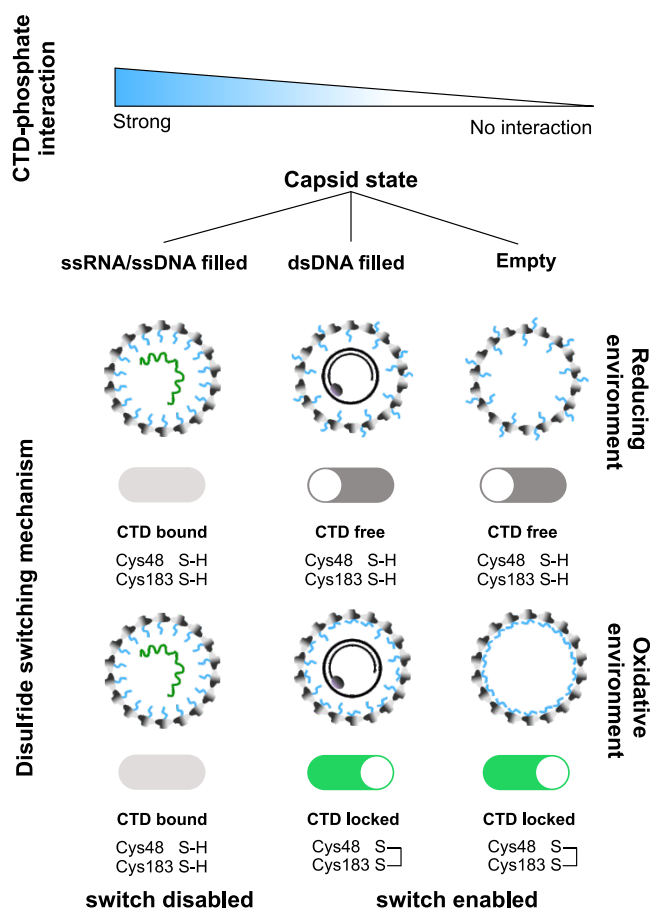 CTD-phosphate
interaction
Strong
No interaction
Capsid state
ssRNA/ssDNA filled
dsDNA filled
Empty
Reducing
environment
Disulfide switching mechanism
CTD bound
Cys48 S-H
Cys183 S-H
CTD free
Cys48 S-H
Cys183 S-H
CTD free
Cys48 S-H
Cys183 S-H
Oxidative
environment
CTD bound
Cys48 S-H
Cys183 S-H
CTD locked
Cys48 S
Cys183 S
CTD locked
Cys48 S
Cys183 S
switch disabled
switch enabled